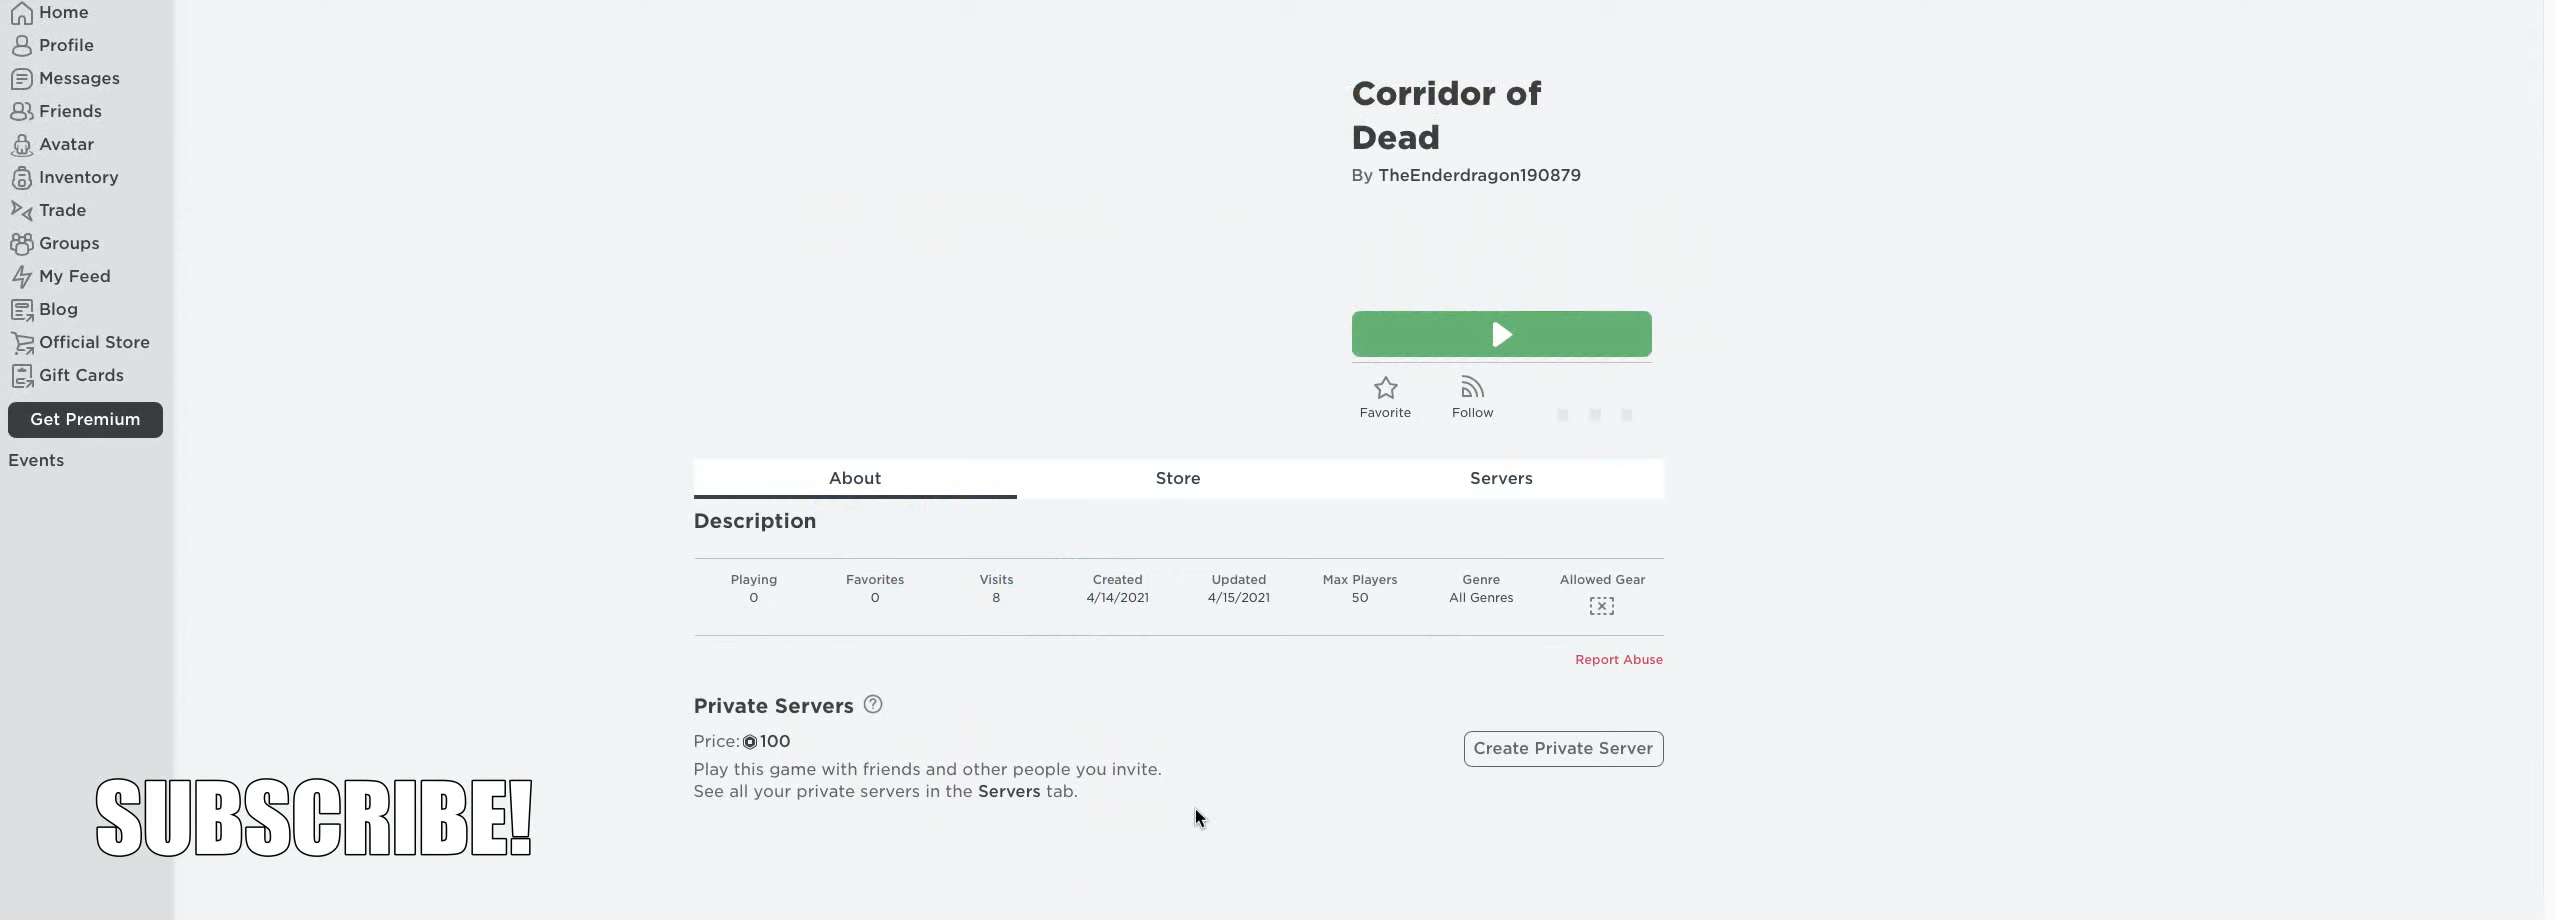 Home
Profile
Messages
Friends
Avatar
Inventory
Trade
Groups
My Feed
Blog
Official Store
Gift Cards
Get Premium
Events
Corridor of
Dead
By TheEnderdragon190879
Favorite
Follow
About
Store
Servers
Description
Playing
0
Favorites
0
Visits
8
Created
4/14/2021
Updated
4/15/2021
Max Players
50
Genre
All Genres
Allowed Gear
Report Abuse
Private Servers
Price: 100
Play this game with friends and other people you invite.
See all your private servers in the Servers tab.
Create Private Server
SUBSCRIBE!